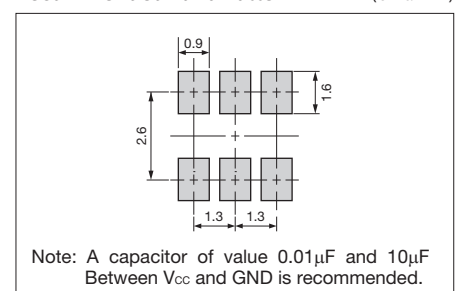 0.9
1.6
2.6
1.3 1.3
Note: A capacitor of value 0.01μF and 10μF
Between Vcc and GND is recommended.